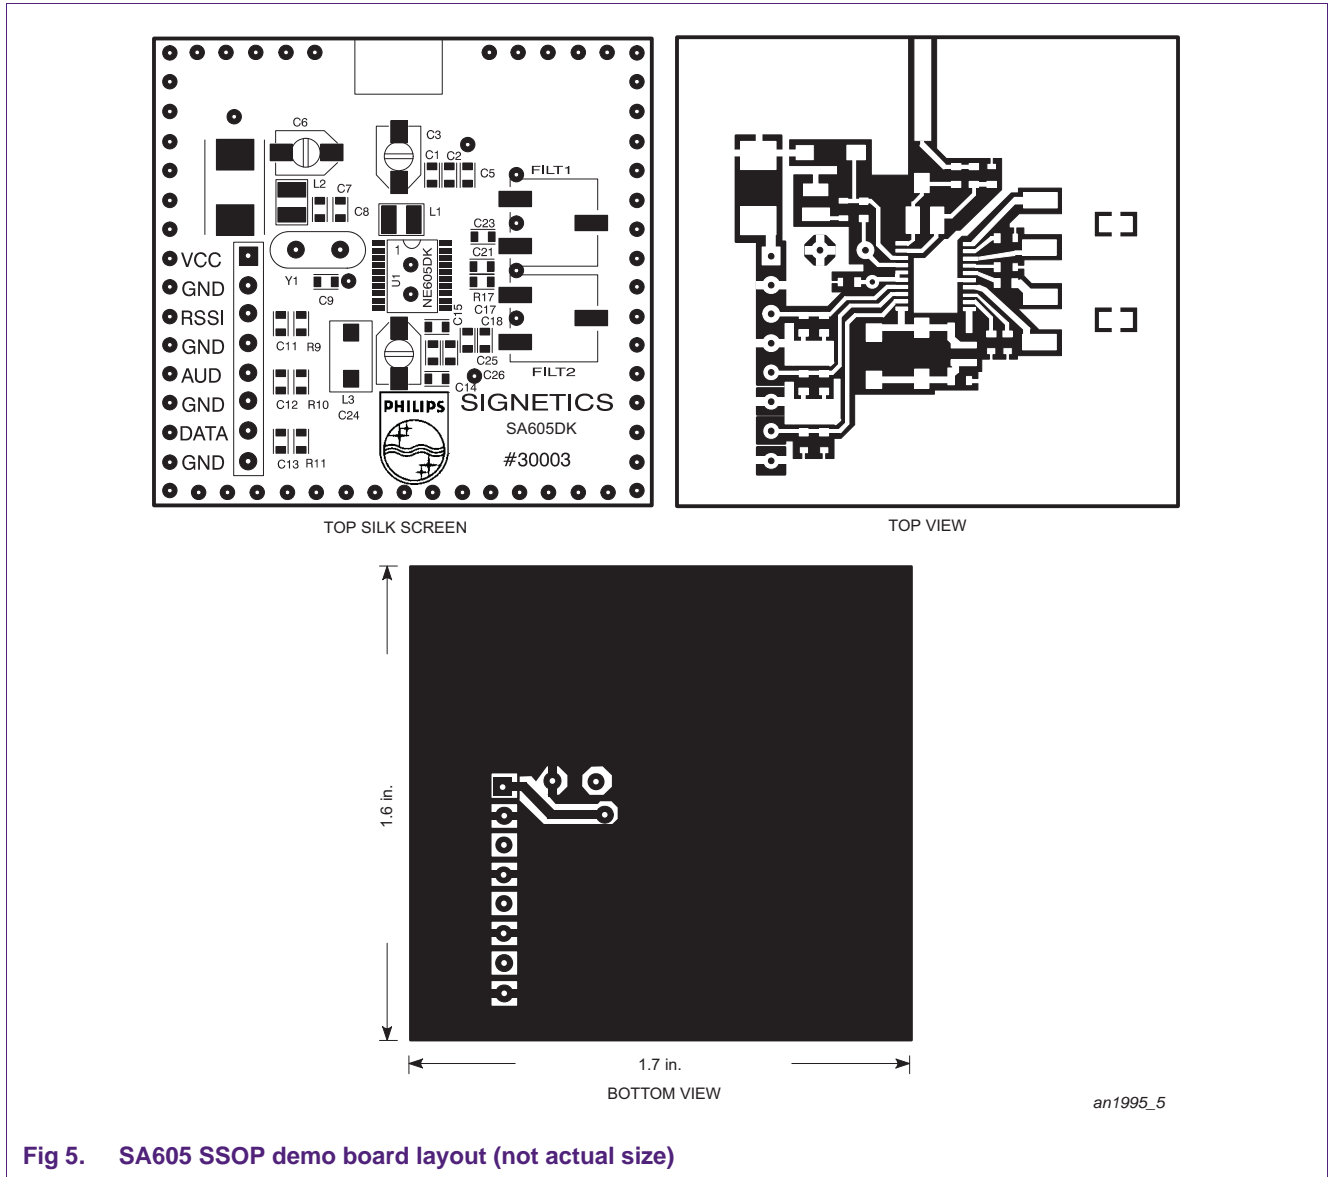 C6
C3
C1 C2
C5
FILT1
L2
C7
C8
L1
C23
VCC
1
C21
Y1
U1
NE605DK
GND
R17
C9
C17
RSSI
C15
C18
GND
C11 R9
C25
AUD
FILT2
C26
C14
GND
C12 R10
L3
C24
PHILIPS
SIGNETICS
SA605DK
DATA
GND
C13 R11
#30003
TOP SILK SCREEN
TOP VIEW
1.6 in.
1.7 in.
BOTTOM VIEW
an1995_5
Fig 5. SA605 SSOP demo board layout (not actual size)